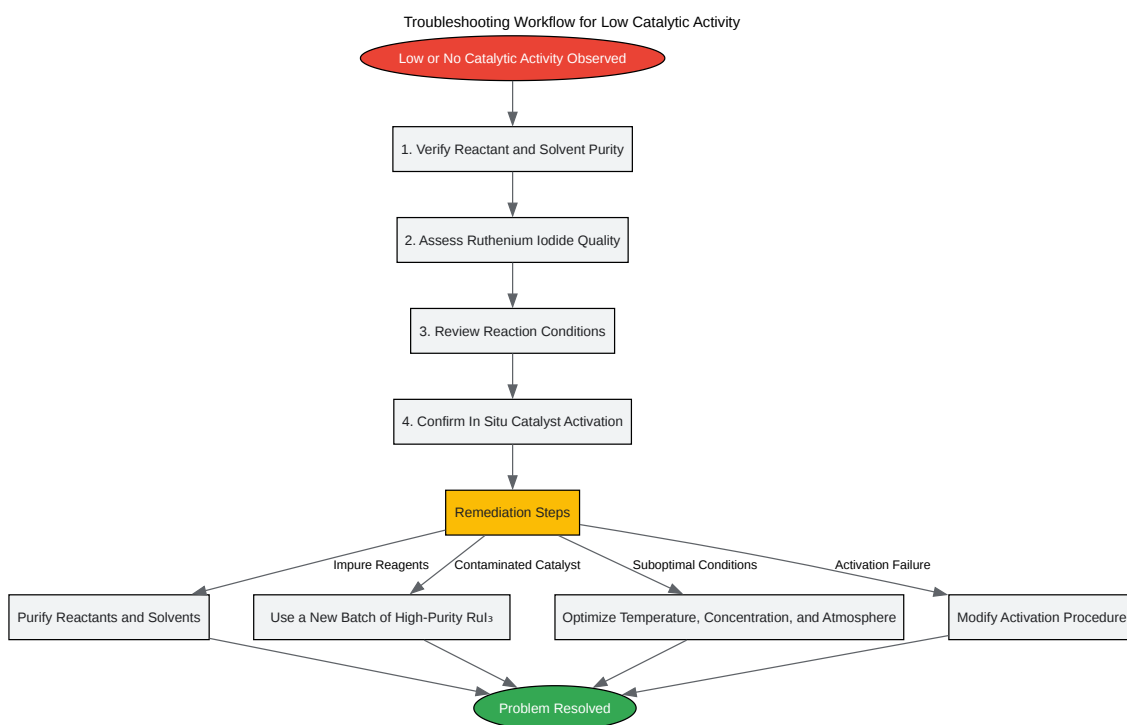 Troubleshooting Workflow for Low Catalytic Activity
Low or No Catalytic Activity Observed
1. Verify Reactant and Solvent Purity
2. Assess Ruthenium Iodide Quality
3. Review Reaction Conditions
4. Confirm In Situ Catalyst Activation
Remediation Steps
Impure Reagents
Contaminated Catalyst
Suboptimal Conditions
Activation Failure
Purify Reactants and Solvents
Use a New Batch of High-Purity RuI₃
Optimize Temperature, Concentration, and Atmosphere
Modify Activation Procedure
Problem Resolved